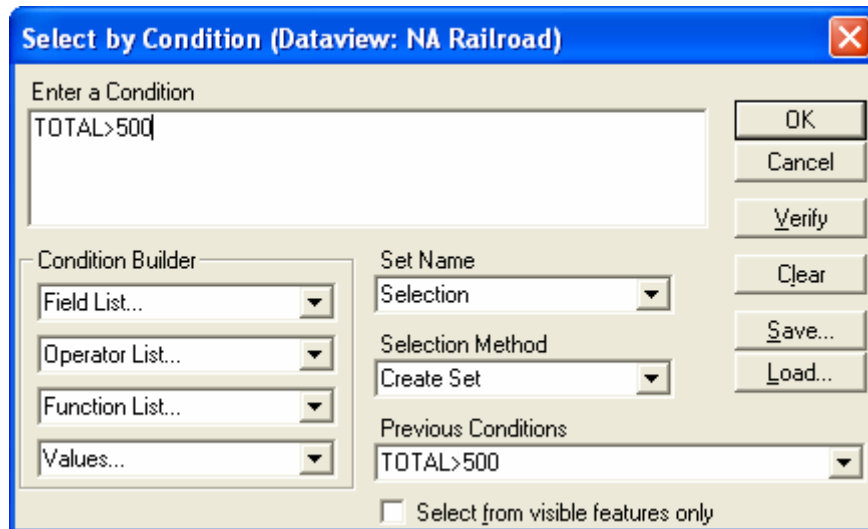 Select by Condition (Dataview: NA Railroad)
Enter a Condition
TOTAL>500
OK
Cancel
Verify
Clear
Save...
Load...
Condition Builder
Field List...
Operator List...
Function List...
Values...
Set Name
Selection
Selection Method
Create Set
Previous Conditions
TOTAL>500
Select from visible features only